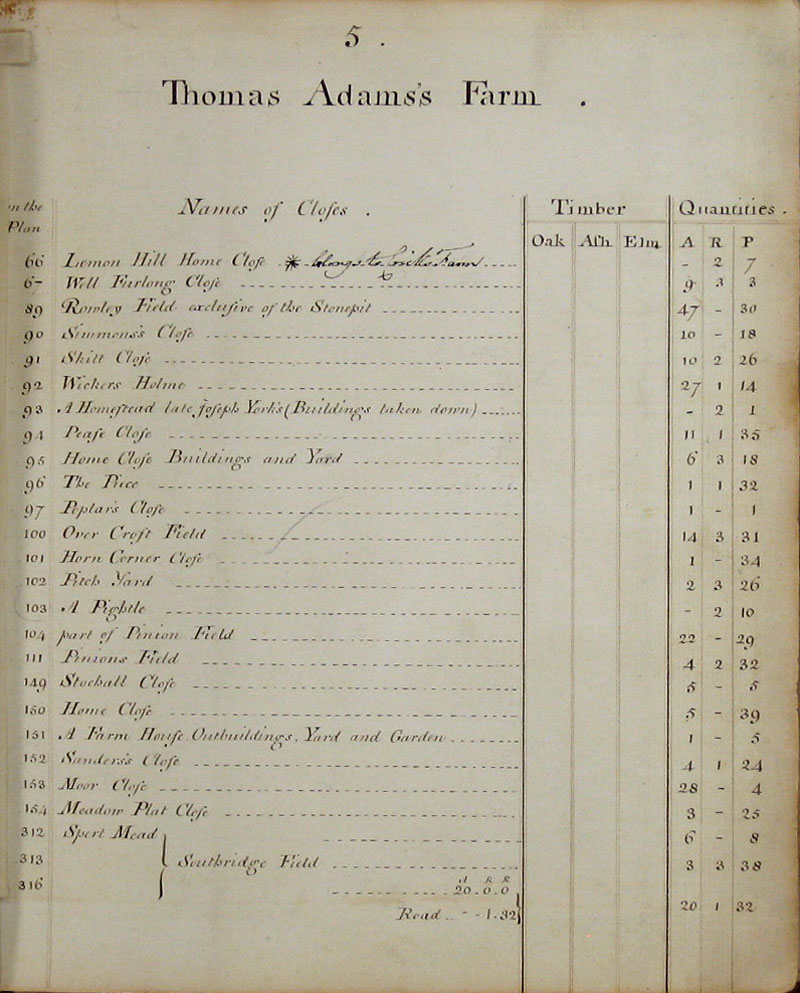 5 .
Thomas Adams's Farm .
in the Plan Names of Closes . Timber Quantities .
Oak Ash Elm A R P
66 Lemon Hill Home Close * belongs to Farm - 2 7
67 Well Furlong Close 9 3 3
89 Rowley Field exclusive of the Stonepit 47 - 30
90 Simmons's Close 10 - 18
91 Skilt Close 10 2 26
92 Wickers Holme 27 1 14
93 A Homestead late Joseph York's (Buildings taken down) - 2 1
94 Pease Close 11 1 35
95 Home Close Buildings and Yard 6 3 18
96 The Piece 1 1 32
97 Poplars Close 1 - 1
100 Over Croft Field 14 3 31
101 Horn Corner Close 1 - 34
102 Pitch Yard 2 3 26
103 A Pightle - 2 10
104 part of Pinion Field 22 - 29
111 Pinions Field 4 2 32
149 Close 5 - 5
150 Home Close 5 - 39
151 A Farm House Outbuildings, Yard and Garden 1 - 5
152 Sanders's Close 4 1 24
153 Moor Close 28 - 4
154 Meadow Plat Close 3 - 25
312 Spert Mead 6 - 8
313 Southridge Field 3 3 38
316 A R R
20 . 0 . 0
Road - - 1 . 32 20 1 32